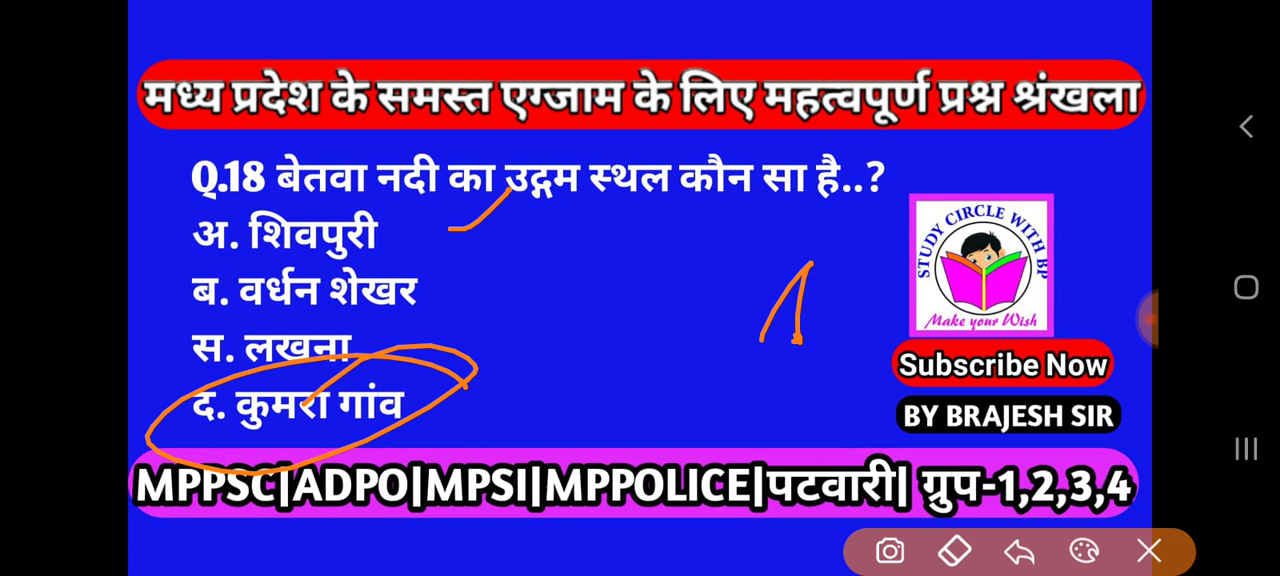 मध्य प्रदेश के समस्त एग्जाम के लिए महत्वपूर्ण प्रश्न श्रंखला
Q.18 बेतवा नदी का उद्गम स्थल कौन सा है..?
अ. शिवपुरी
ब. वर्धन शेखर
स. लखना
द. कुमरा गांव
STUDY CIRCLE WITH BP
Make your Wish
Subscribe Now
BY BRAJESH SIR
MPPSC|ADPO|MPSI|MPPOLICE|पटवारी| ग्रुप-1,2,3,4